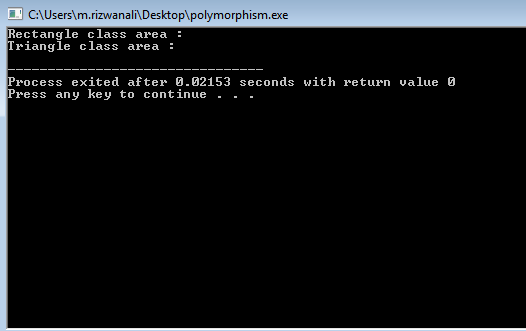 C:\Users\m.rizwanali\Desktop\polymorphism.exe
Rectangle class area :
Triangle class area :
--------------------------------
Process exited after 0.02153 seconds with return value 0
Press any key to continue . . .